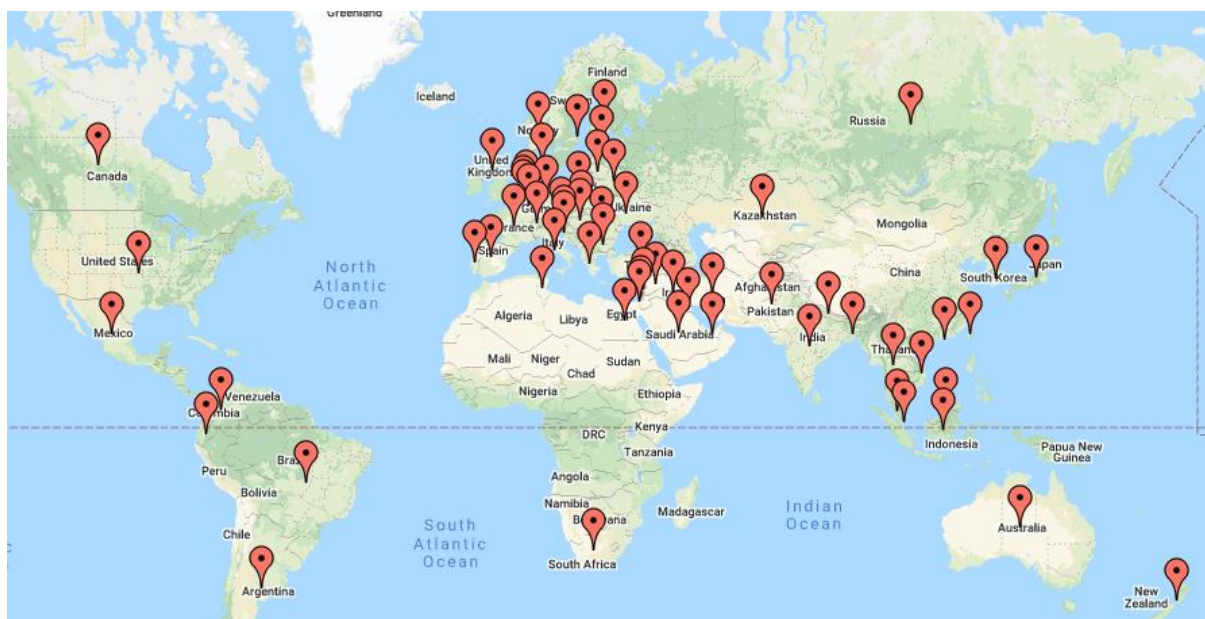 Greenland
Iceland
Finland
Russia
Canada
United
Kingdom
Ukraine
Kazakhstan
Mongolia
Italy
Spain
United States
North
Atlantic
Ocean
China
South Korea
Japan
Afghanistan
Pakistan
Mexico
Algeria
Libya
Egypt
Saudi Arabia
India
Mali
Niger
Chad
Sudan
Nigeria
Ethiopia
Venezuela
DRC
Kenya
Tanzania
Indonesia
Papua New
Guinea
Peru
Bolivia
Angola
Namibia
Madagascar
Indian
Ocean
Chile
South
Atlantic
Ocean
South Africa
Australia
Argentina
New
Zealand